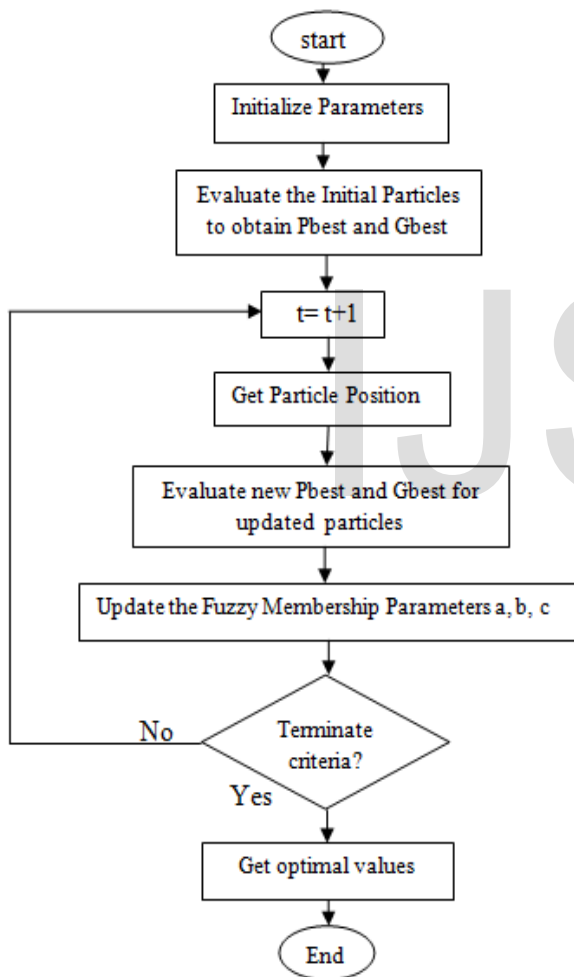 start
Initialize Parameters
Evaluate the Initial Particles
to obtain Pbest and Gbest
t= t+1
IJS
Get Particle Position
Evaluate new Pbest and Gbest for
updated particles
Update the Fuzzy Membership Parameters a, b, c
No
Terminate
criteria?
Yes
Get optimal values
End